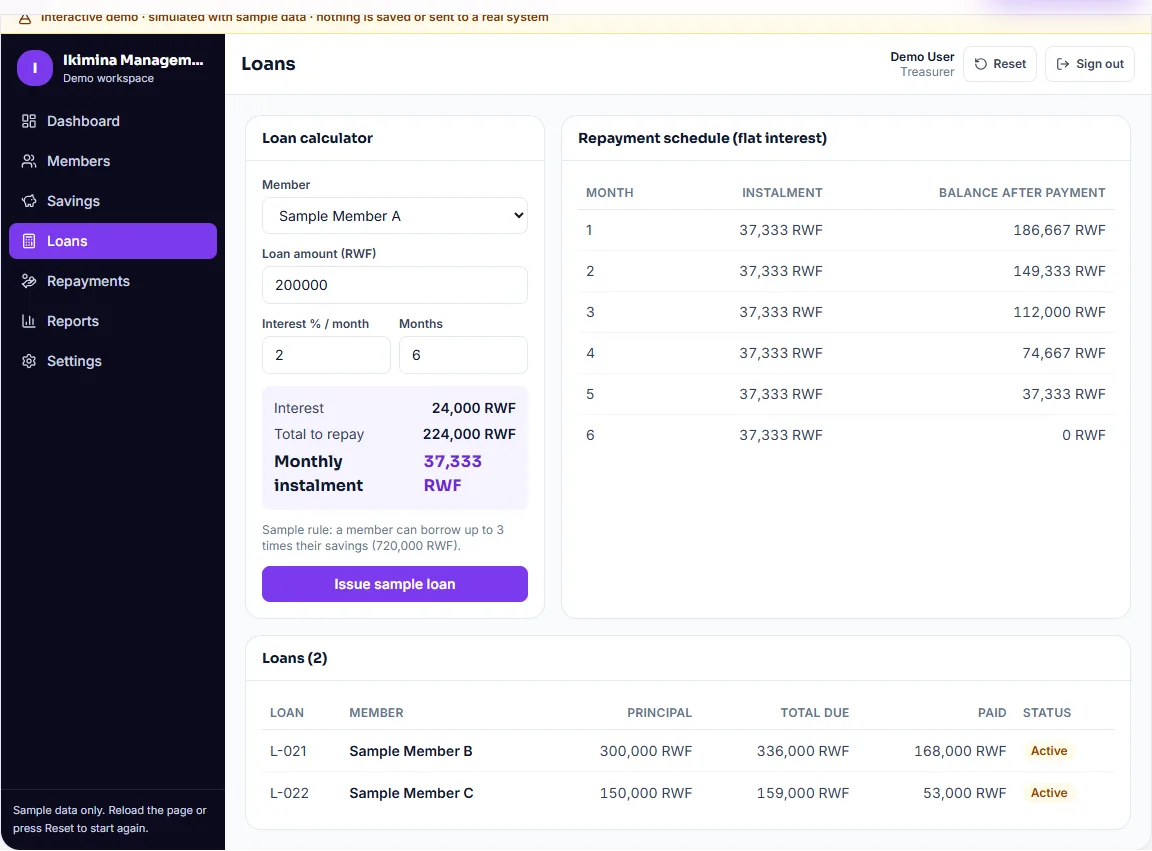 Interactive demo · simulated with sample data · nothing is saved or sent to a real system
I
Ikimina Managem...
Demo workspace
Dashboard
Members
Savings
Loans
Repayments
Reports
Settings
Sample data only. Reload the page or
press Reset to start again.
Loans
Demo User
Treasurer
Reset
Sign out
Loan calculator
Member
Sample Member A
Loan amount (RWF)
200000
Interest % / month Months
2 6
Interest 24,000 RWF
Total to repay 224,000 RWF
Monthly instalment 37,333 RWF
Sample rule: a member can borrow up to 3
times their savings (720,000 RWF).
Issue sample loan
Repayment schedule (flat interest)
MONTH INSTALMENT BALANCE AFTER PAYMENT
1 37,333 RWF 186,667 RWF
2 37,333 RWF 149,333 RWF
3 37,333 RWF 112,000 RWF
4 37,333 RWF 74,667 RWF
5 37,333 RWF 37,333 RWF
6 37,333 RWF 0 RWF
Loans (2)
LOAN MEMBER PRINCIPAL TOTAL DUE PAID STATUS
L-021 Sample Member B 300,000 RWF 336,000 RWF 168,000 RWF Active
L-022 Sample Member C 150,000 RWF 159,000 RWF 53,000 RWF Active